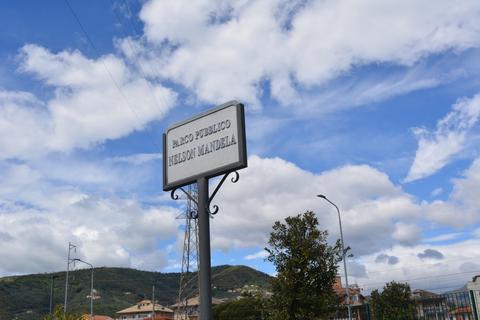 PARCO PUBBLICO
NELSON MANDELA